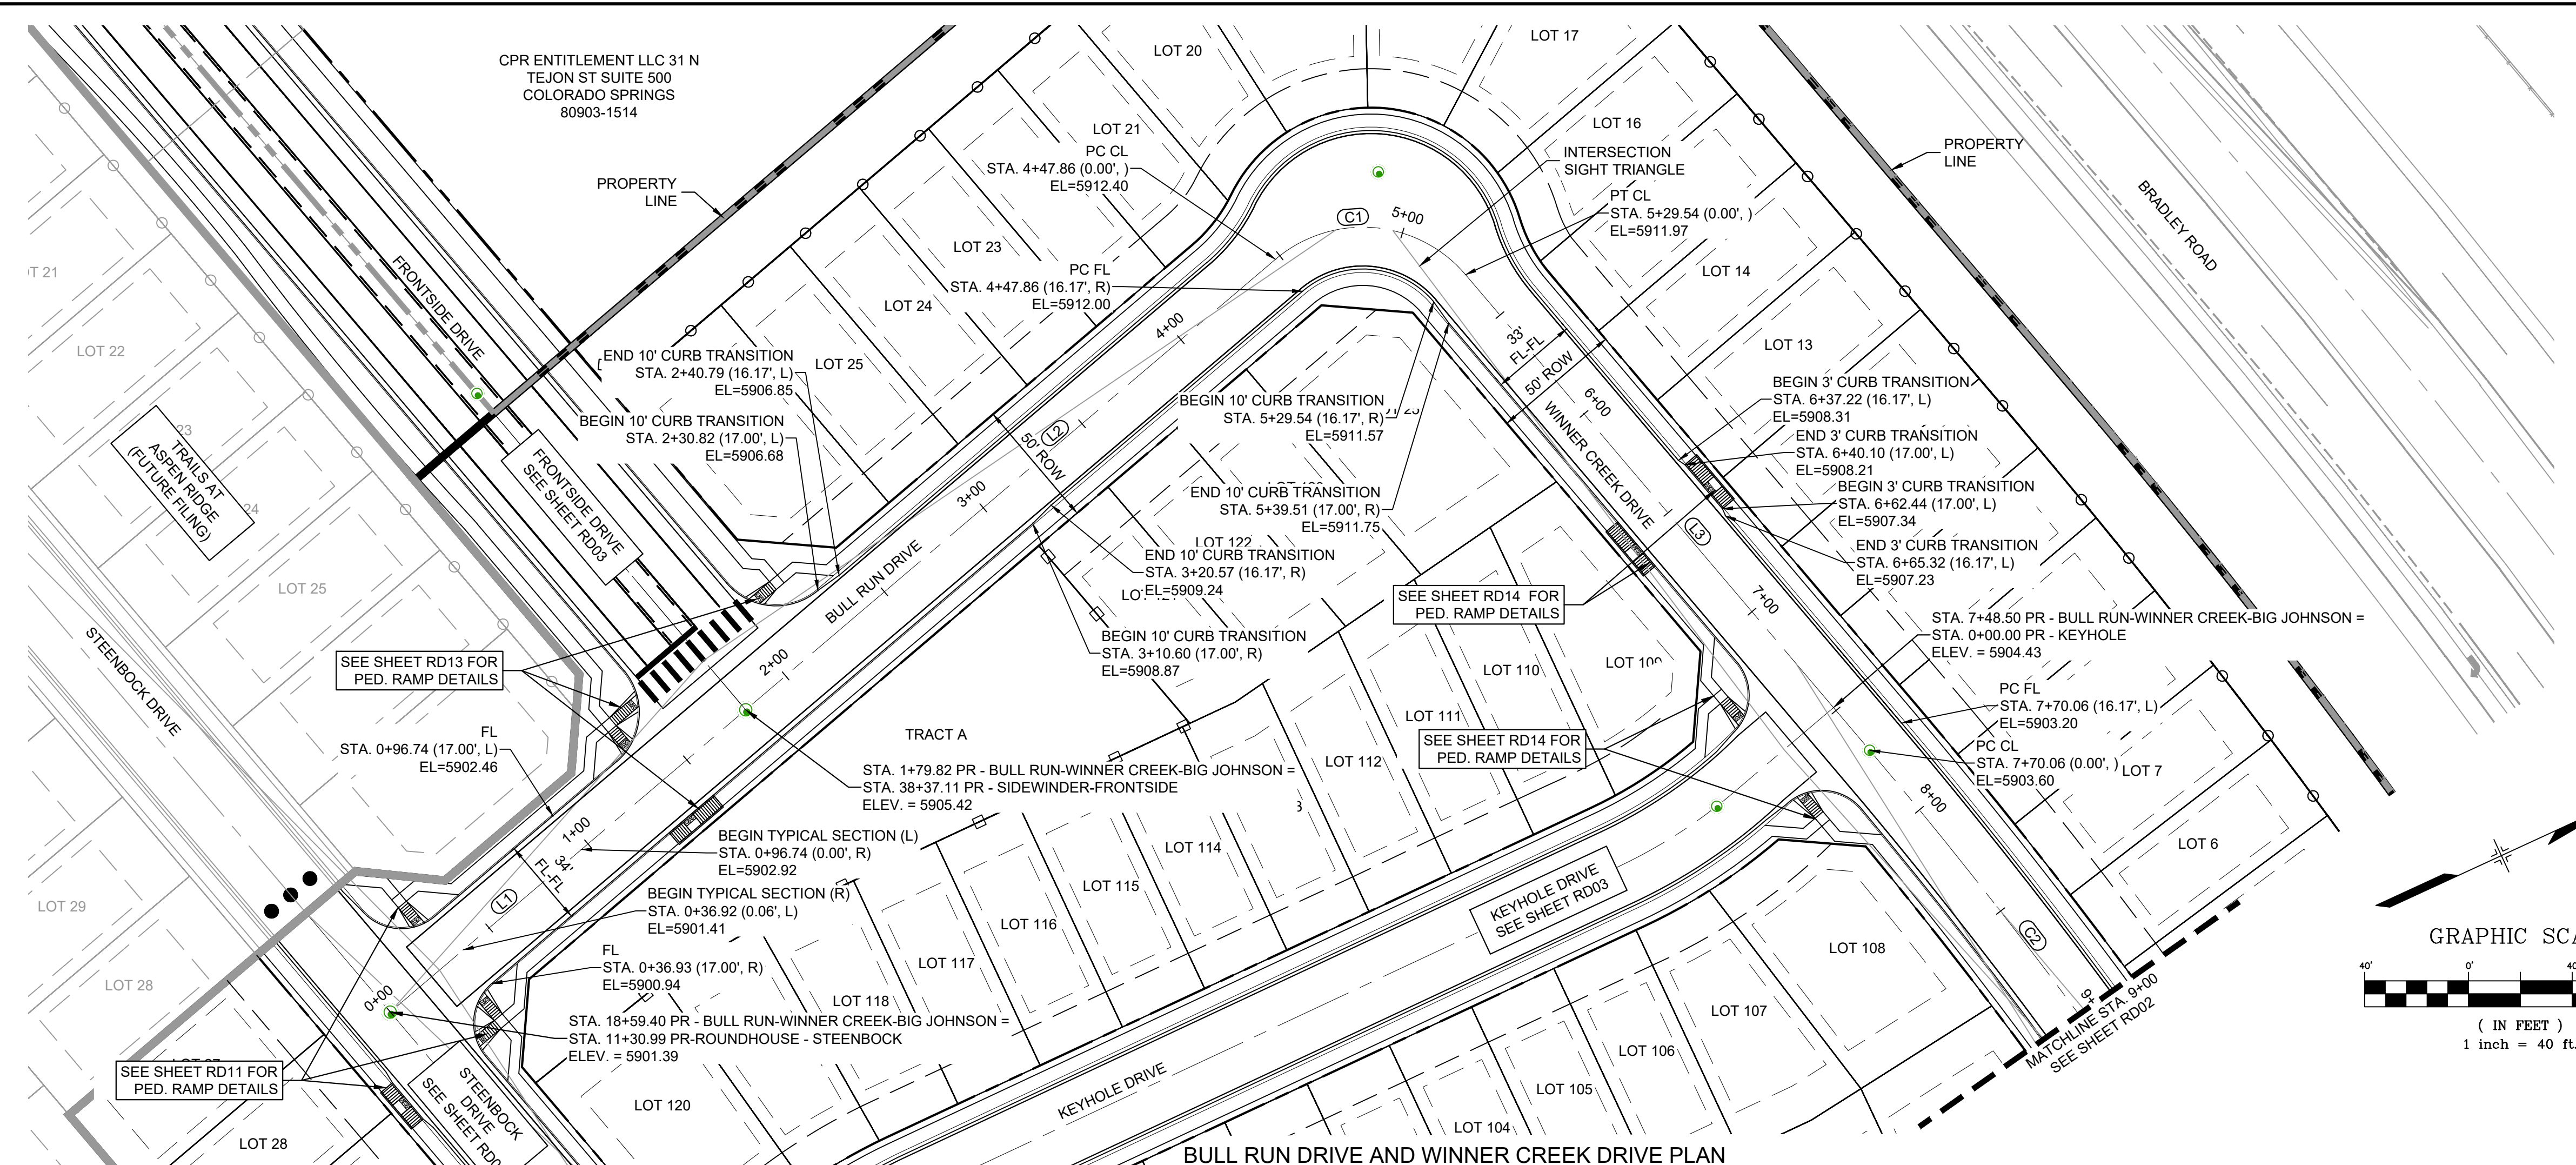 CPR ENTITLEMENT LLC 31 N
TEJON ST SUITE 500
COLORADO SPRINGS
80903-1514
LOT 20
LOT 17
LOT 21
LOT 16
PC CL
STA. 4+47.86 (0.00', )
EL=5912.40
INTERSECTION
SIGHT TRIANGLE
PROPERTY
LINE
PROPERTY
LINE
PT CL
STA. 5+29.54 (0.00', )
EL=5911.97
BRADLEY ROAD
C1
5+00
LOT 23
LOT 14
T 21
FRONTSIDE DRIVE
PC FL
STA. 4+47.86 (16.17', R)
EL=5912.00
LOT 24
4+00
33'
FL-FL
50' ROW
LOT 13
LOT 22
END 10' CURB TRANSITION
STA. 2+40.79 (16.17', L)
EL=5906.85
LOT 25
BEGIN 10' CURB TRANSITION
STA. 2+30.82 (17.00', L)
EL=5906.68
BEGIN 10' CURB TRANSITION
STA. 5+29.54 (16.17', R)
EL=5911.57
6+00
WINNER CREEK DRIVE
BEGIN 3' CURB TRANSITION
STA. 6+37.22 (16.17', L)
EL=5908.31
END 3' CURB TRANSITION
STA. 6+40.10 (17.00', L)
EL=5908.21
BEGIN 3' CURB TRANSITION
STA. 6+62.44 (17.00', L)
EL=5907.34
END 3' CURB TRANSITION
STA. 6+65.32 (16.17', L)
EL=5907.23
L2
50' ROW
23
TRAILS AT
ASPEN RIDGE
(FUTURE FILING)
24
FRONTSIDE DRIVE
SEE SHEET RD03
3+00
END 10' CURB TRANSITION
STA. 5+39.51 (17.00', R)
EL=5911.75
L3
LOT 122
END 10' CURB TRANSITION
STA. 3+20.57 (16.17', R)
EL=5909.24
BULL RUN DRIVE
LOT 25
SEE SHEET RD14 FOR
PED. RAMP DETAILS
7+00
STA. 7+48.50 PR - BULL RUN-WINNER CREEK-BIG JOHNSON =
STA. 0+00.00 PR - KEYHOLE
ELEV. = 5904.43
STEENBOCK DRIVE
SEE SHEET RD13 FOR
PED. RAMP DETAILS
2+00
BEGIN 10' CURB TRANSITION
STA. 3+10.60 (17.00', R)
EL=5908.87
LOT 110
LOT 109
PC FL
STA. 7+70.06 (16.17', L)
EL=5903.20
LOT 111
FL
STA. 0+96.74 (17.00', L)
EL=5902.46
TRACT A
SEE SHEET RD14 FOR
PED. RAMP DETAILS
PC CL
STA. 7+70.06 (0.00', )
EL=5903.60
LOT 7
LOT 112
STA. 1+79.82 PR - BULL RUN-WINNER CREEK-BIG JOHNSON =
STA. 38+37.11 PR - SIDEWINDER-FRONTSIDE
ELEV. = 5905.42
8+00
1+00
34'
FL-FL
BEGIN TYPICAL SECTION (L)
STA. 0+96.74 (0.00', R)
EL=5902.92
LOT 114
LOT 6
LOT 115
L1
BEGIN TYPICAL SECTION (R)
STA. 0+36.92 (0.06', L)
EL=5901.41
LOT 116
KEYHOLE DRIVE
SEE SHEET RD03
LOT 29
C2
GRAPHIC SCA
LOT 108
FL
STA. 0+36.93 (17.00', R)
EL=5900.94
LOT 117
40'
0'
40
LOT 28
0+00
LOT 118
9+
MATCHLINE STA. 9+00
SEE SHEET RD02
LOT 107
STA. 18+59.40 PR - BULL RUN-WINNER CREEK-BIG JOHNSON =
STA. 11+30.99 PR-ROUNDHOUSE - STEENBOCK
ELEV. = 5901.39
( IN FEET )
1 inch = 40 ft.
LOT 106
SEE SHEET RD11 FOR
PED. RAMP DETAILS
STEENBOCK
DRIVE
SEE SHEET RD0
KEYHOLE DRIVE
LOT 105
LOT 120
LOT 104
LOT 28
BULL RUN DRIVE AND WINNER CREEK DRIVE PLAN